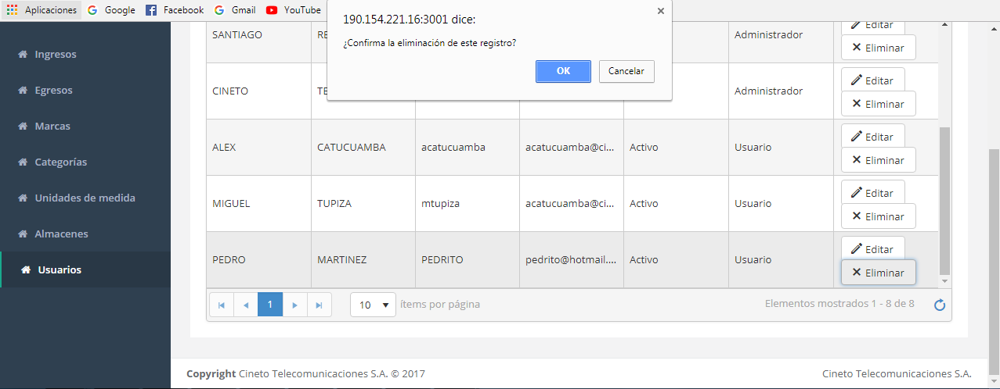 Aplicaciones Google Facebook Gmail YouTube
190.154.221.16:3001 dice:
¿Confirma la eliminación de este registro?
OK Cancelar
Ingresos
Egresos
Marcas
Categorías
Unidades de medida
Almacenes
Usuarios
Editar
SANTIAGO RE Administrador
Eliminar
Editar
CINETO TE Administrador
Eliminar
Editar
ALEX CATUCUAMBA acatucuamba acatucuamba@ci... Activo Usuario
Eliminar
Editar
MIGUEL TUPIZA mtupiza acatucuamba@ci... Activo Usuario
Eliminar
Editar
PEDRO MARTINEZ PEDRITO pedrito@hotmail.... Activo Usuario
Eliminar
1 10 ítems por página Elementos mostrados 1 - 8 de 8
Copyright Cineto Telecomunicaciones S.A. © 2017 Cineto Telecomunicaciones S.A.